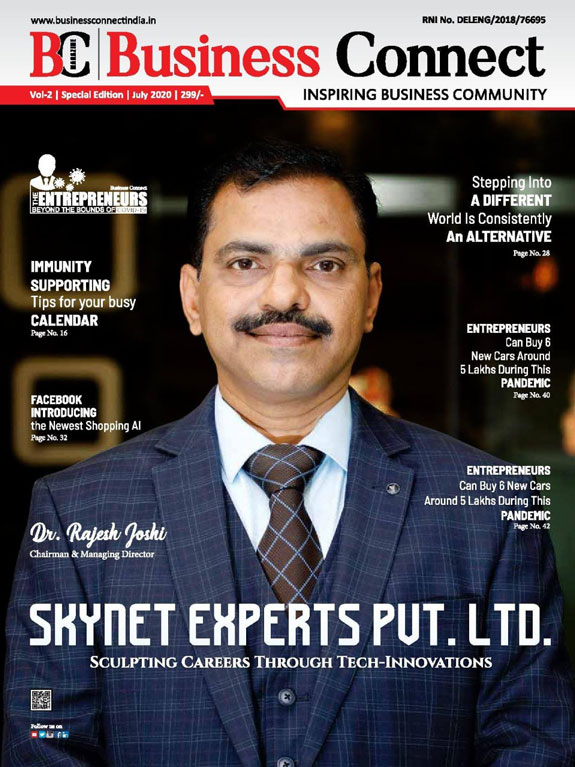 www.businessconnectindia.in
RNI No. DELENG/2018/76695
BC MAGAZINE Business Connect
Vol-2 | Special Edition | July 2020 | 299/-
INSPIRING BUSINESS COMMUNITY
Business Connect
THE ENTREPRENEURS
BEYOND THE BOUNDS OF
IMMUNITY
SUPPORTING
Tips for your busy
CALENDAR
Page No. 16
FACEBOOK
INTRODUCING
the Newest Shopping AI
Page No. 32
Stepping Into
A DIFFERENT
World Is Consistently
An ALTERNATIVE
Page No. 28
ENTREPRENEURS
Can Buy 6
New Cars Around
5 Lakhs During This
PANDEMIC
Page No. 40
ENTREPRENEURS
Can Buy 6 New Cars
Around 5 Lakhs During This
PANDEMIC
Page No. 42
Dr. Rajesh Joshi
Chairman & Managing Director
SKYNET EXPERTS PVT. LTD.
SCULPTING CAREERS THROUGH TECH-INNOVATIONS
Follow us on